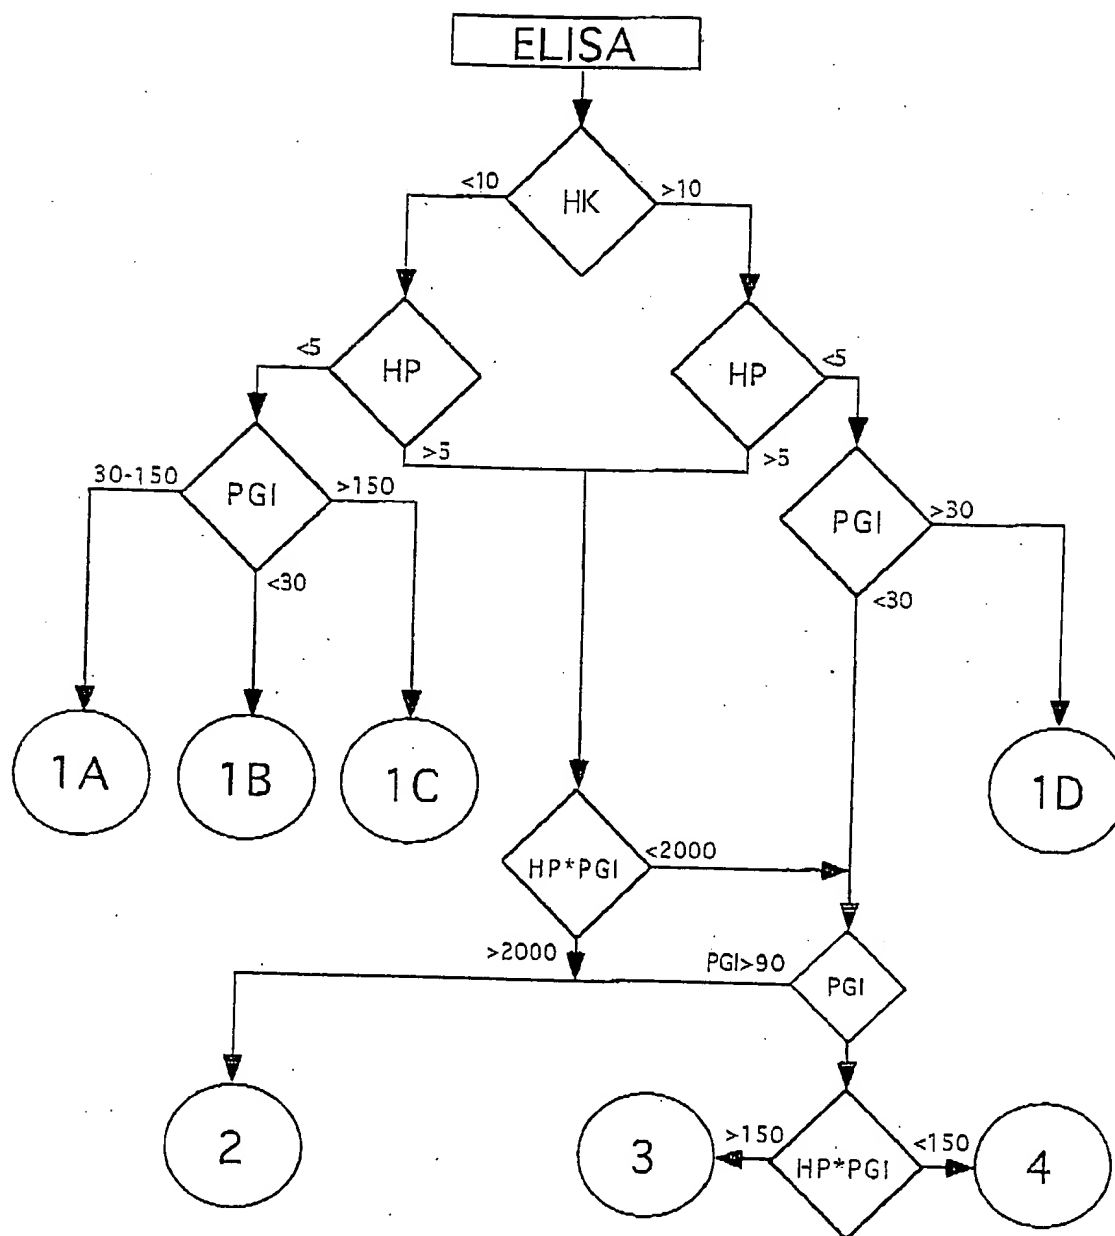 ELISA
<10
HK
>10
<5
HP
HP
<5
>5
>5
30-150
PGI
>150
<30
PGI
>30
<30
1A
1B
1C
1D
HP*PGI
<2000
>2000
PGI>90
PGI
2
3
>150
HP*PGI
<150
4